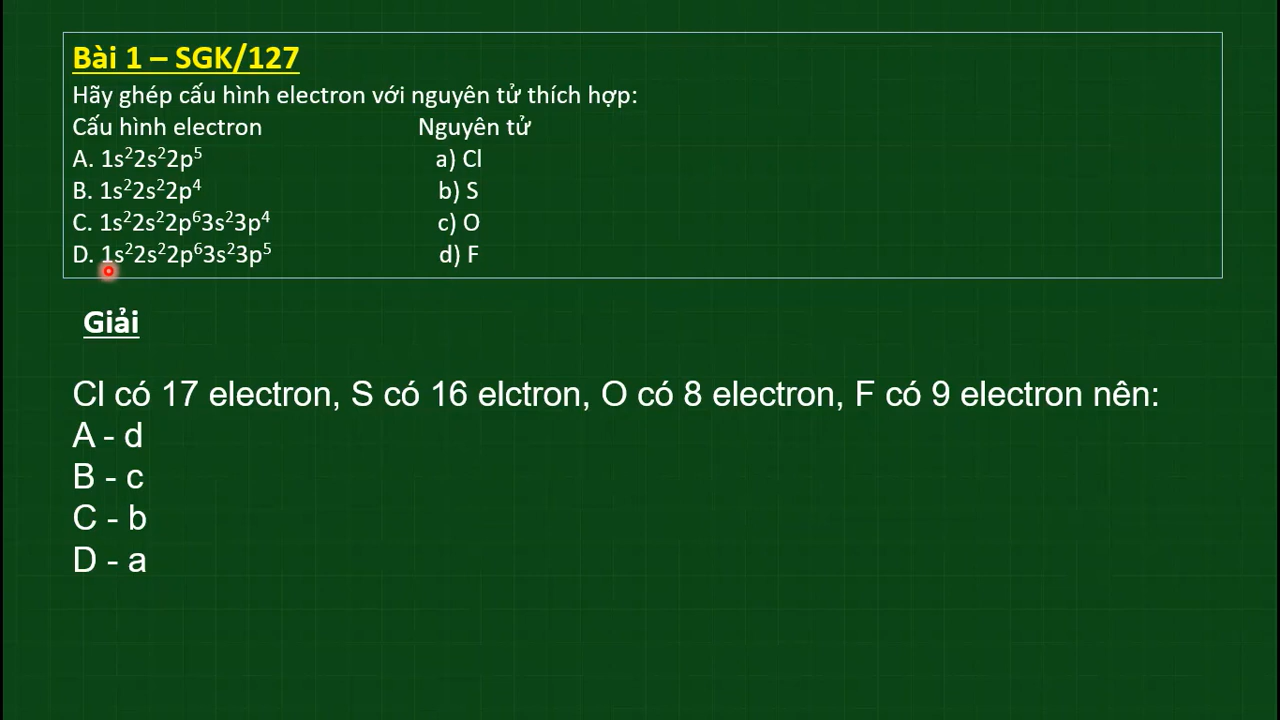 Bài 1 – SGK/127
Hãy ghép cấu hình electron với nguyên tử thích hợp:
Cấu hình electron Nguyên tử
A. 1s²2s²2p⁵ a) Cl
B. 1s²2s²2p⁴ b) S
C. 1s²2s²2p⁶3s²3p⁴ c) O
D. 1s²2s²2p⁶3s²3p⁵ d) F
Giải
Cl có 17 electron, S có 16 elctron, O có 8 electron, F có 9 electron nên:
A - d
B - c
C - b
D - a